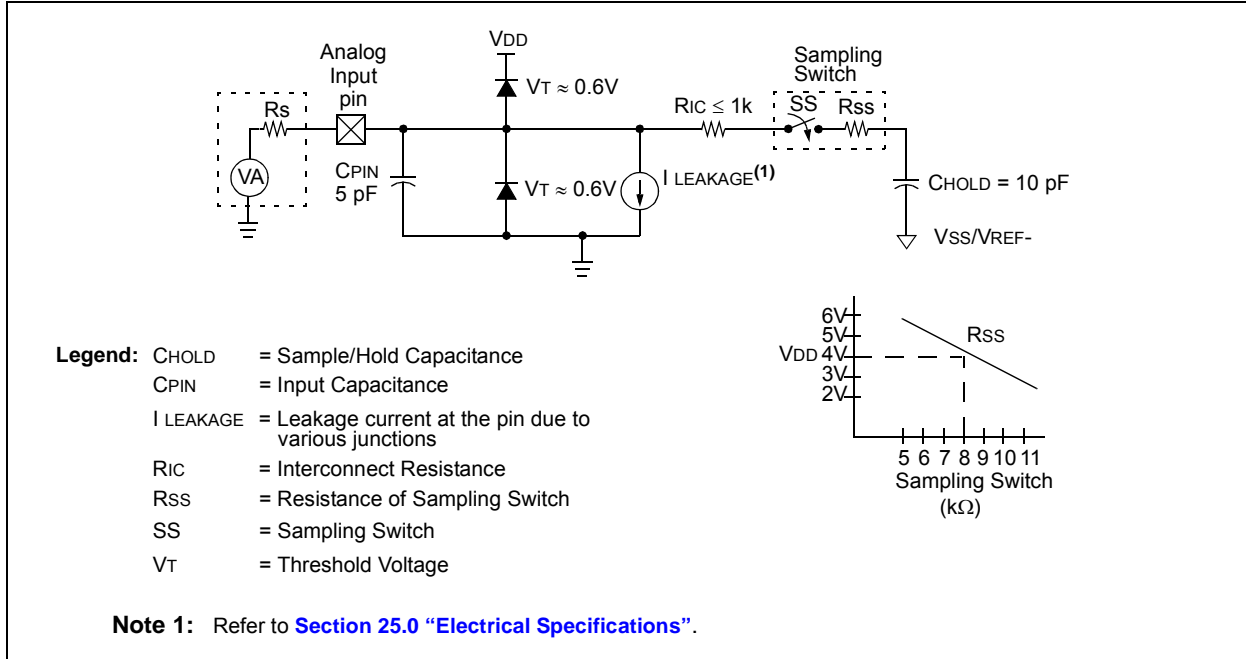 VDD
Analog
Input
pin
Sampling
Switch
VT ≈ 0.6V
Rs
RIC ≤ 1k
SS
Rss
VA
CPIN
5 pF
VT ≈ 0.6V
I LEAKAGE(1)
CHOLD = 10 pF
VSS/VREF-
6V
5V
VDD 4V
3V
2V
RSS
5 6 7 8 9 10 11
Sampling Switch
(kΩ)
Legend: CHOLD = Sample/Hold Capacitance
CPIN = Input Capacitance
I LEAKAGE = Leakage current at the pin due to
various junctions
RIC = Interconnect Resistance
RSS = Resistance of Sampling Switch
SS = Sampling Switch
VT = Threshold Voltage
Note 1: Refer to Section 25.0 “Electrical Specifications”.